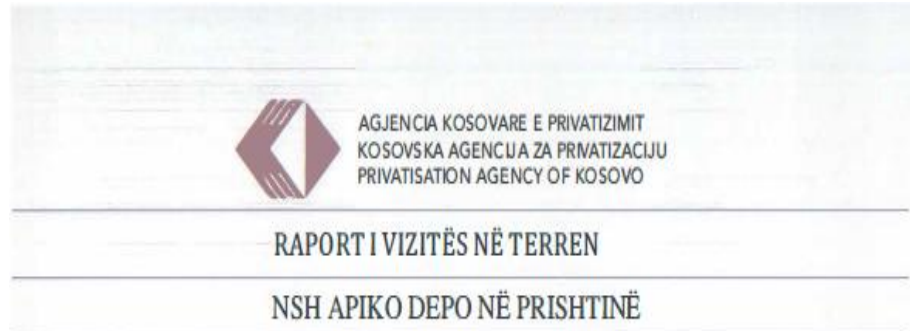 AGJENCIA KOSOVARE E PRIVATIZIMIT
KOSOVSKA AGENCIJA ZA PRIVATIZACIJU
PRIVATISATION AGENCY OF KOSOVO
RAPORT I VIZITËS NË TERREN
NSH APIKO DEPO NË PRISHTINË